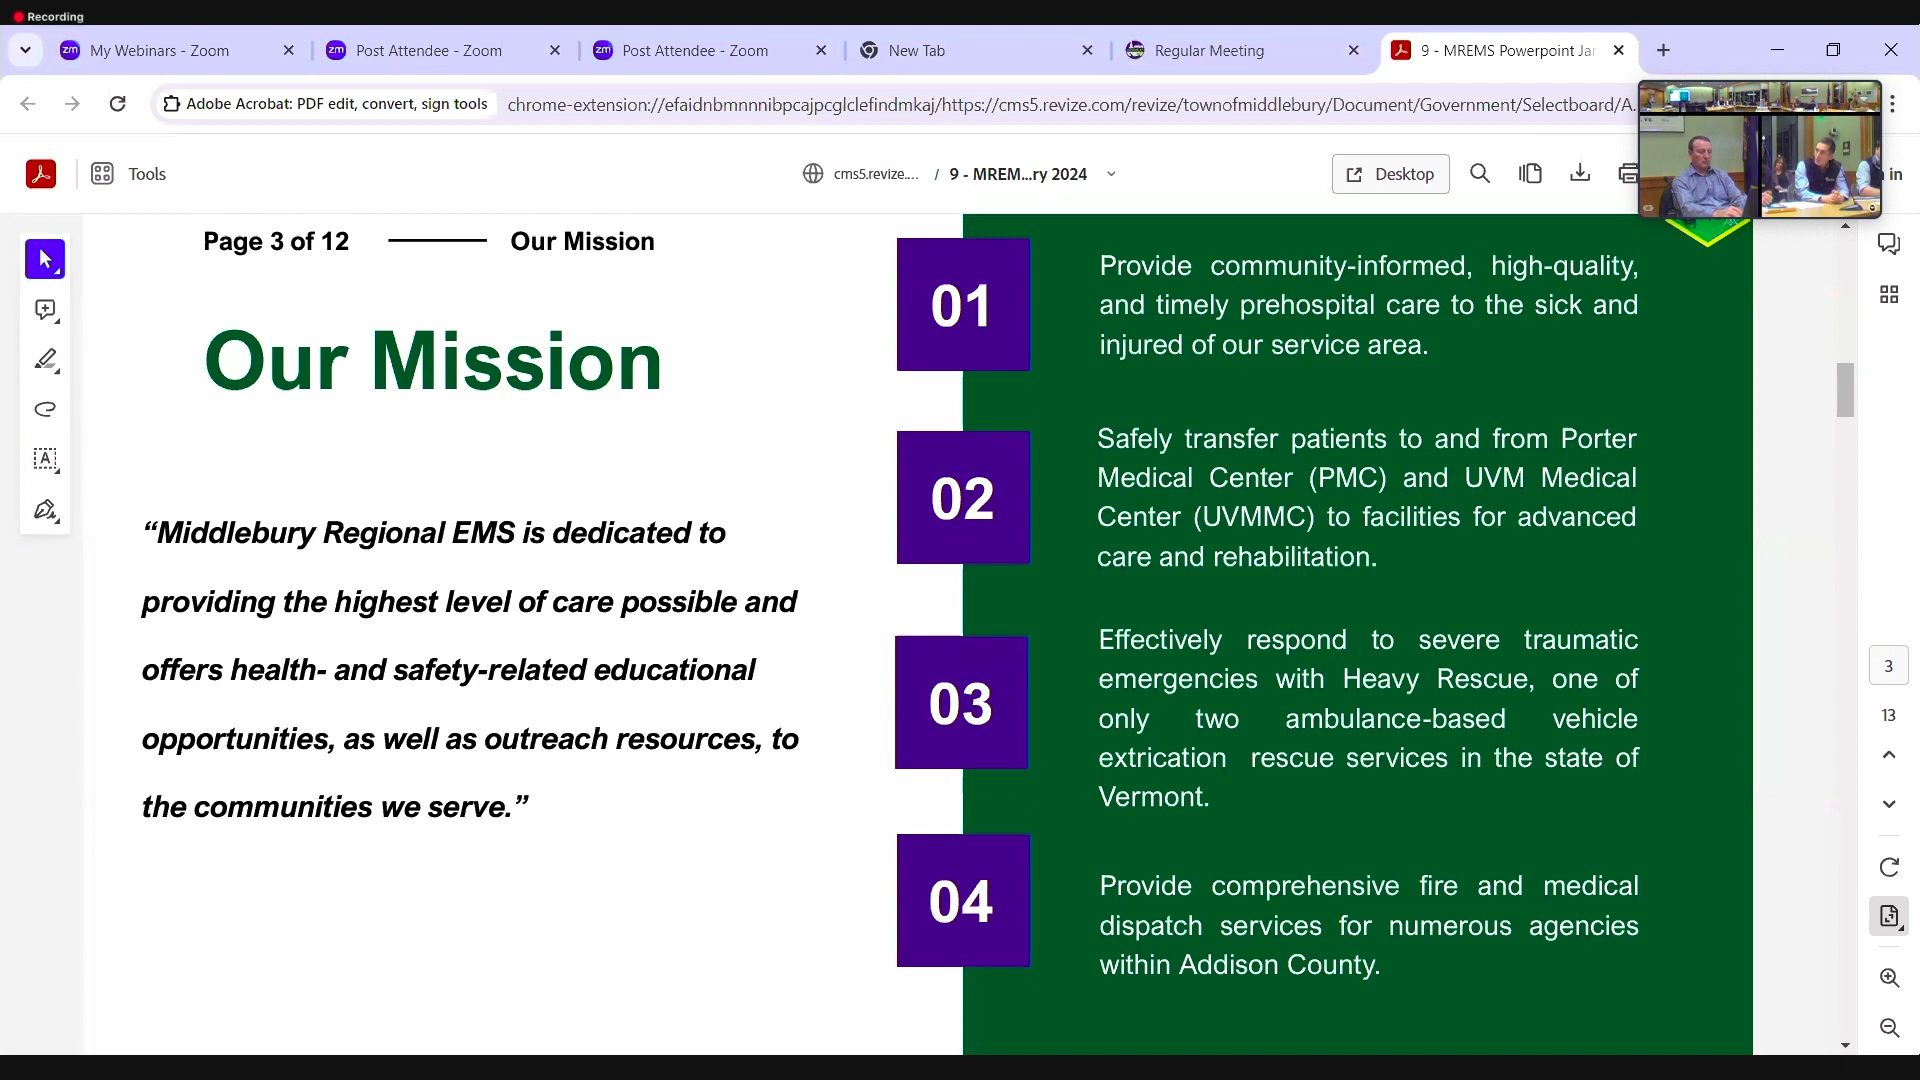 Recording
My Webinars - Zoom
Post Attendee - Zoom
Post Attendee - Zoom
New Tab
Regular Meeting
9 - MREMS Powerpoint Jar
Adobe Acrobat: PDF edit, convert, sign tools
chrome-extension://efaidnbmnnnibpcajpcglclefindmkaj/https://cms5.revize.com/revize/townofmiddlebury/Document/Government/Selectboard/A...
Tools
cms5.revize.... / 9 - MREM...ry 2024
Desktop
in
Page 3 of 12
Our Mission
Our Mission
“Middlebury Regional EMS is dedicated to
providing the highest level of care possible and
offers health- and safety-related educational
opportunities, as well as outreach resources, to
the communities we serve.”
01
Provide community-informed, high-quality,
and timely prehospital care to the sick and
injured of our service area.
02
Safely transfer patients to and from Porter
Medical Center (PMC) and UVM Medical
Center (UVMMC) to facilities for advanced
care and rehabilitation.
03
Effectively respond to severe traumatic
emergencies with Heavy Rescue, one of
only two ambulance-based vehicle
extrication rescue services in the state of
Vermont.
04
Provide comprehensive fire and medical
dispatch services for numerous agencies
within Addison County.
3
13